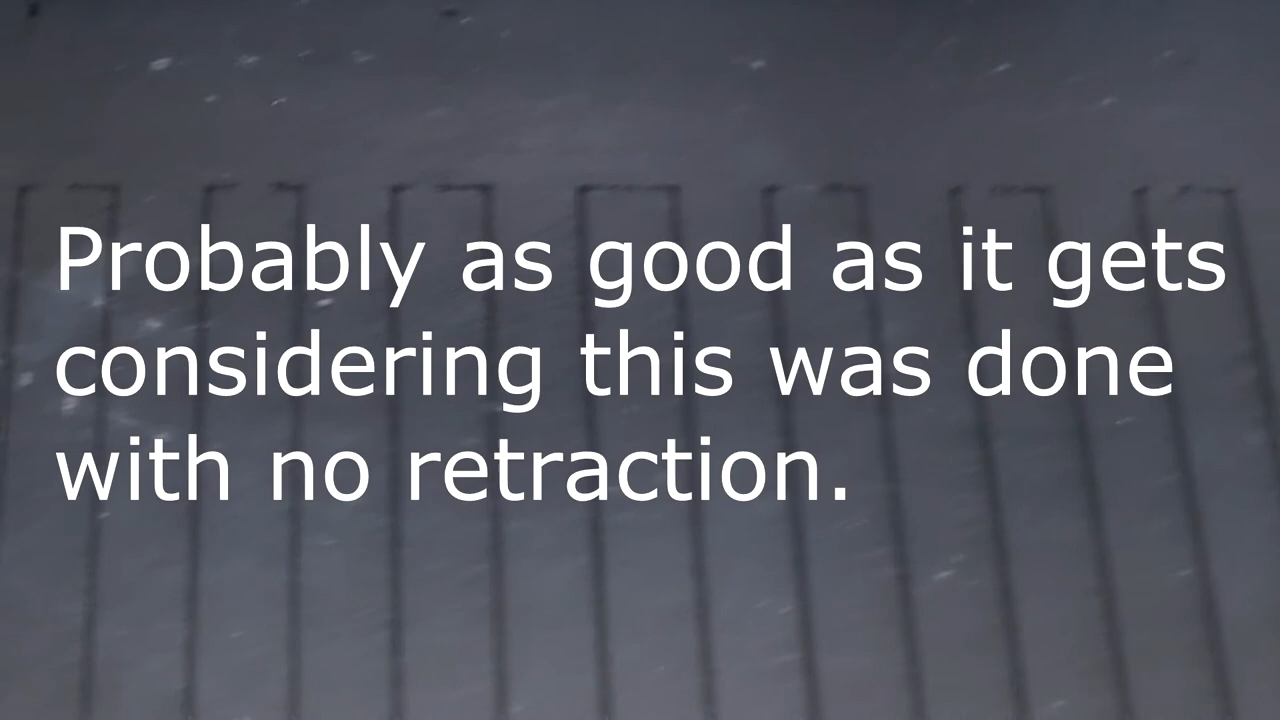 Probably as good as it gets
considering this was done
with no retraction.